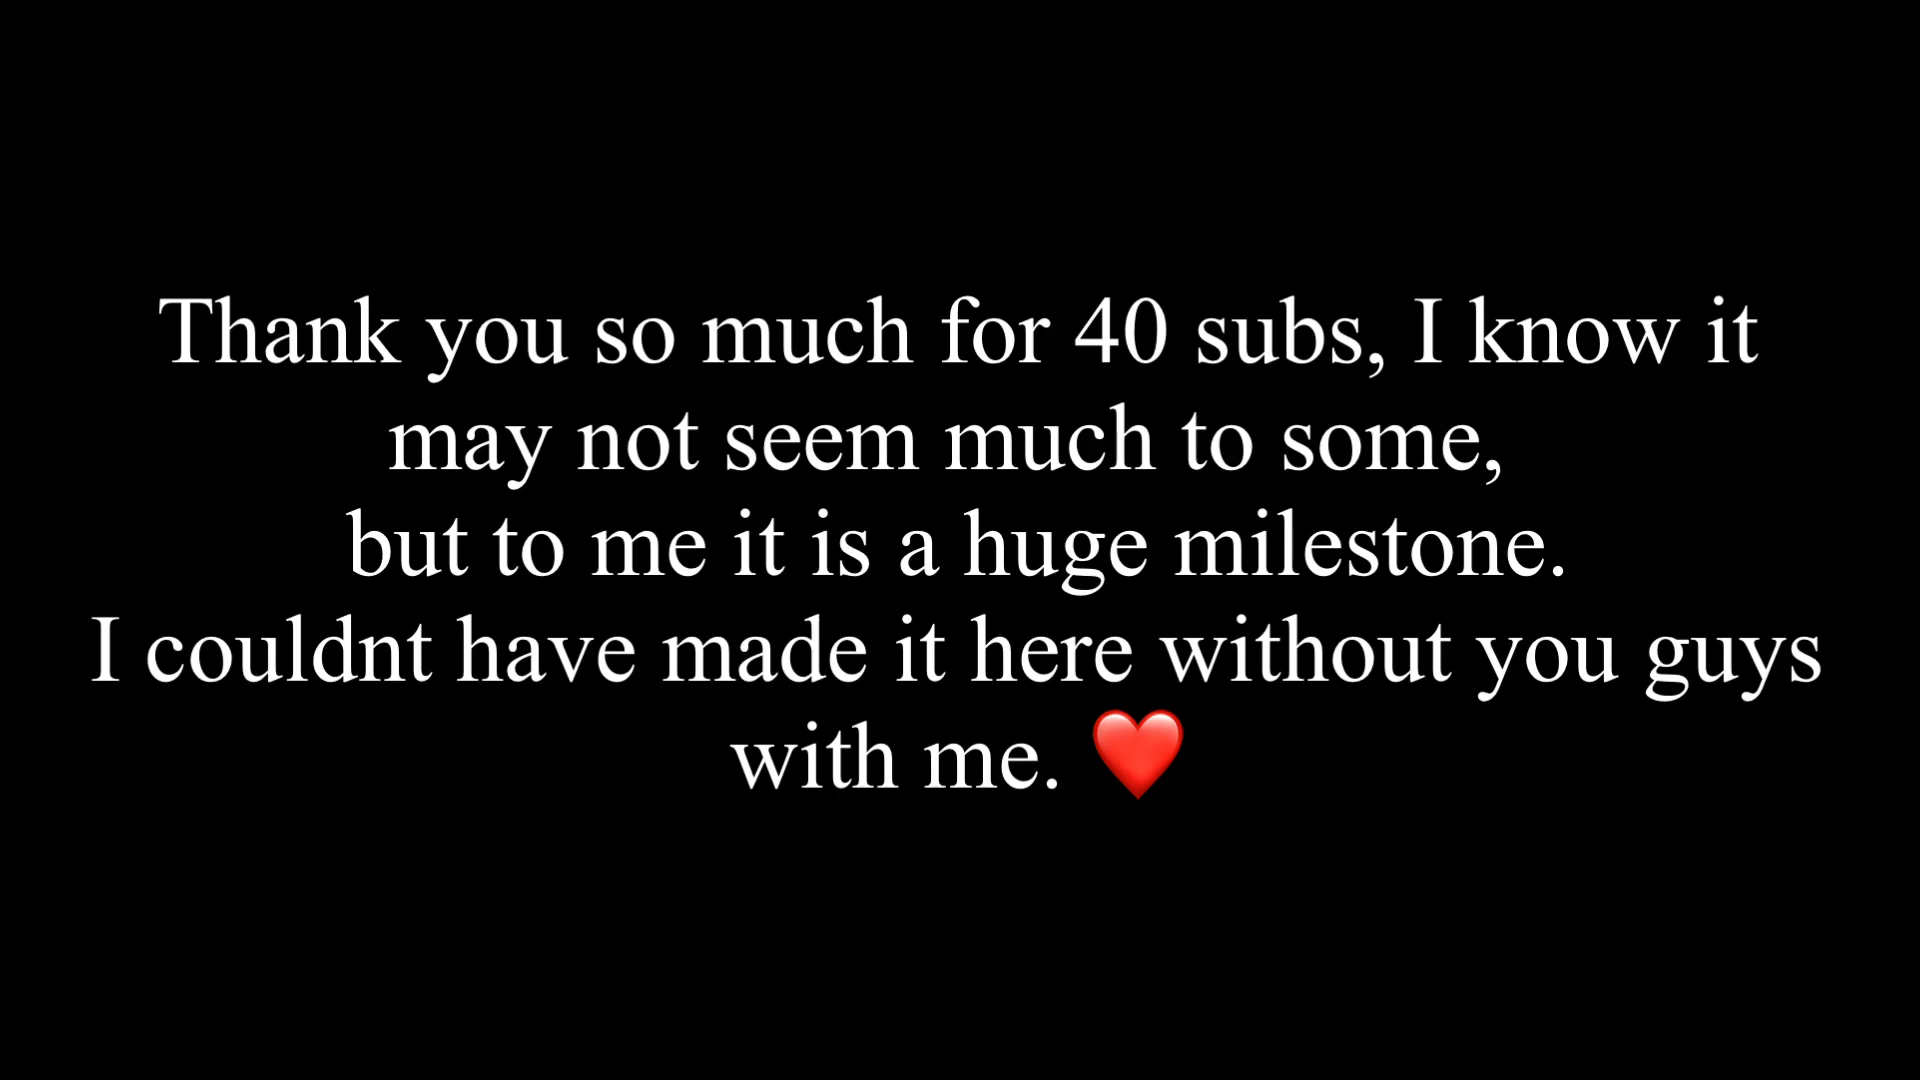 Thank you so much for 40 subs, I know it
may not seem much to some,
but to me it is a huge milestone.
I couldnt have made it here without you guys
with me. ❤️